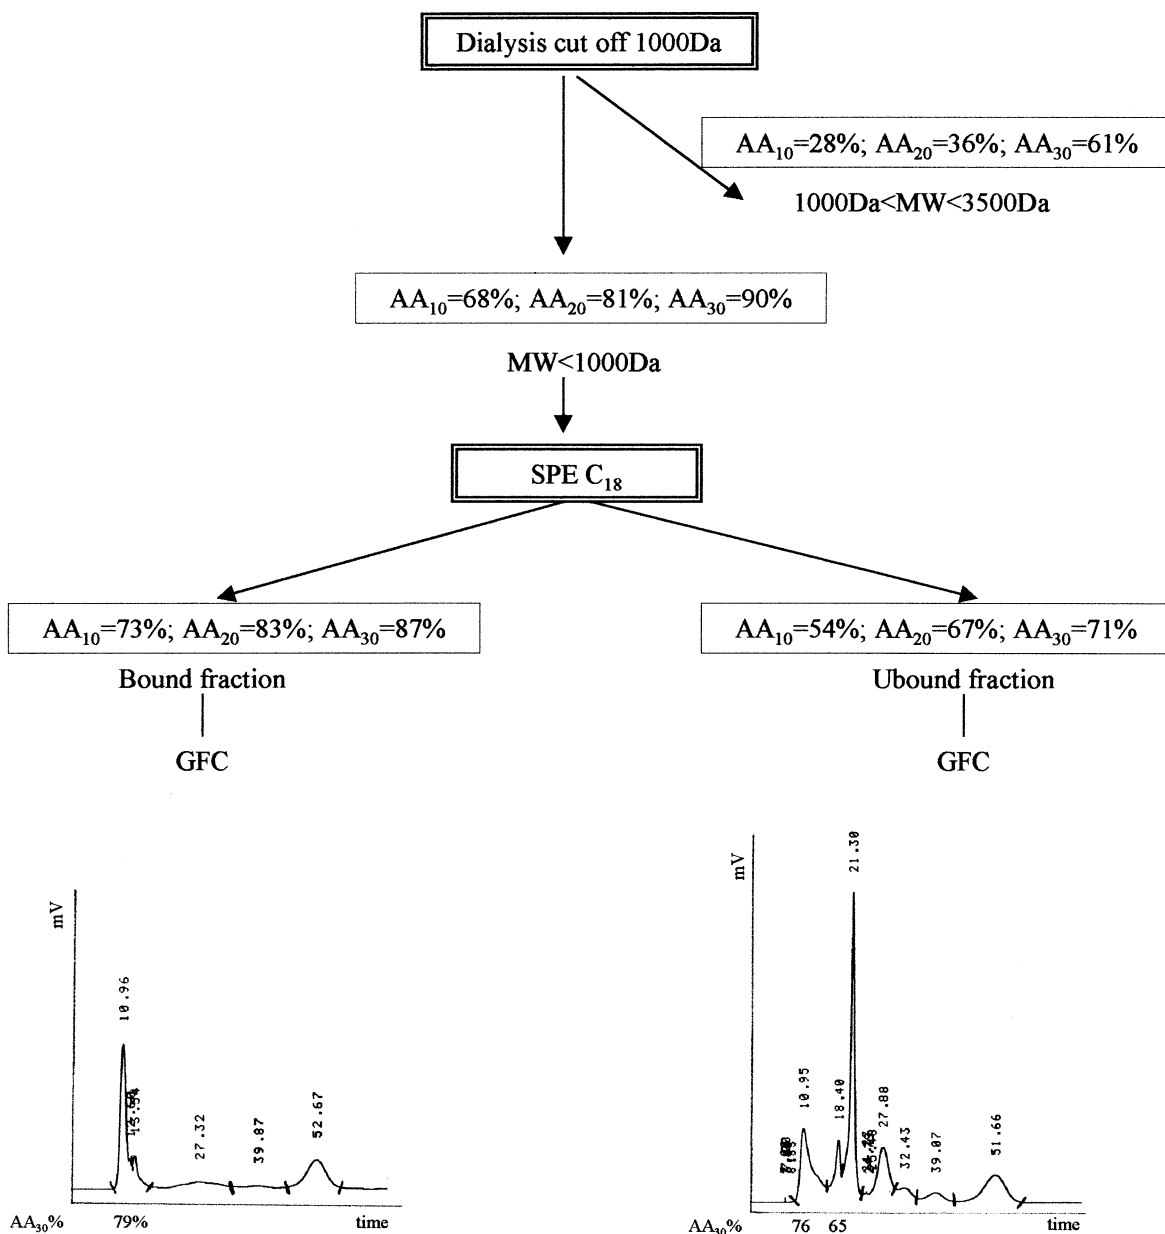 Dialysis cut off 1000Da
AA10=28%; AA20=36%; AA30=61%
1000Da<MW<3500Da
AA10=68%; AA20=81%; AA30=90%
MW<1000Da
SPE C18
AA10=73%; AA20=83%; AA30=87%
AA10=54%; AA20=67%; AA30=71%
Bound fraction
Ubound fraction
GFC
GFC
mV
10.96
27.32
39.87
52.67
AA30%
79%
time
mV
10.95
18.40
21.30
27.88
32.43
39.07
51.66
AA30%
76
65
time